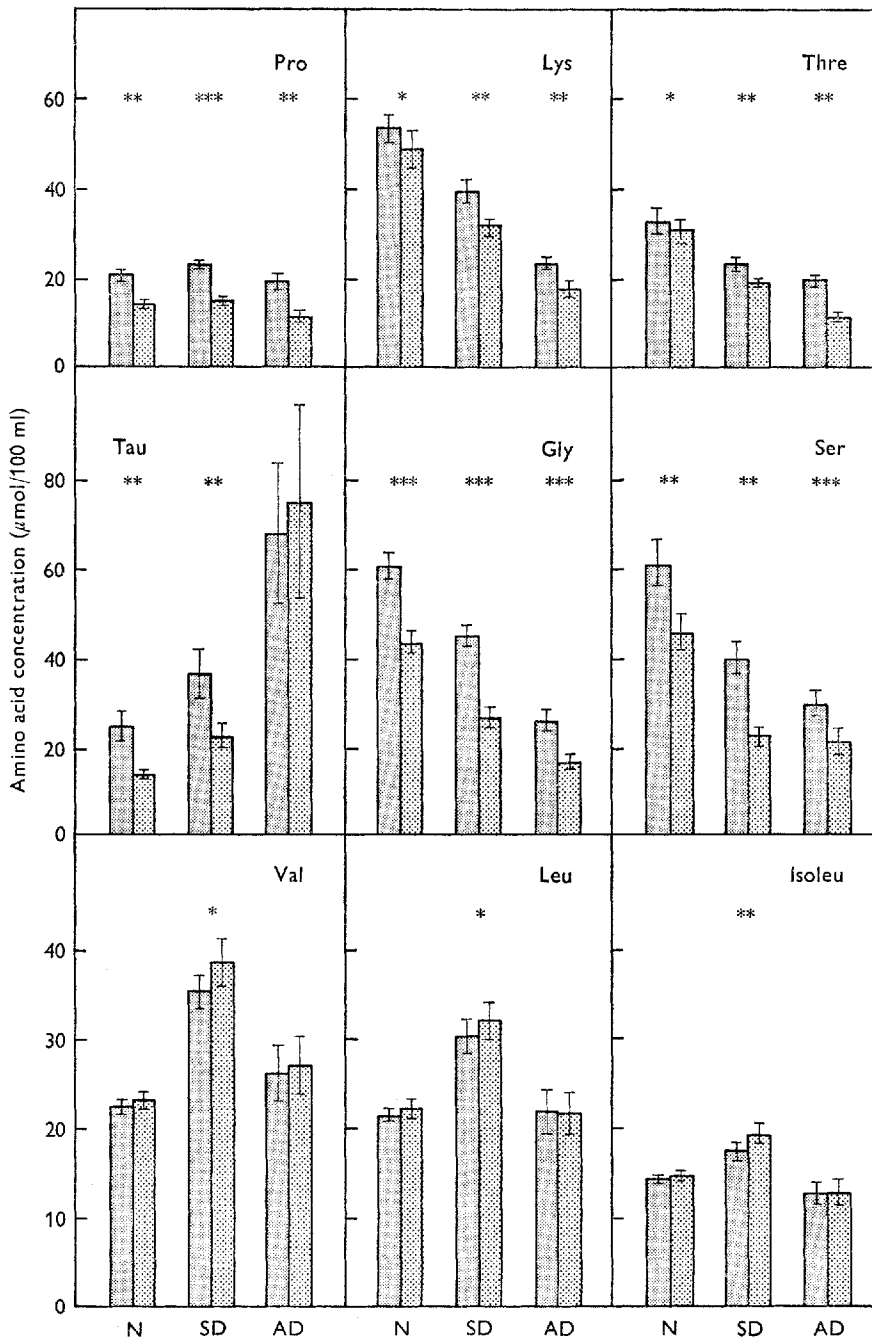 Pro
Lys
Thre
** *** **
* ** **
* ** **
60
40
20
0
Tau
Gly
Ser
** **
*** *** ***
** ** ***
80
60
40
20
0
Amino acid concentration (μmol/100 ml)
Val
Leu
Isoleu
*
*
**
40
30
20
10
0
N SD AD
N SD AD
N SD AD